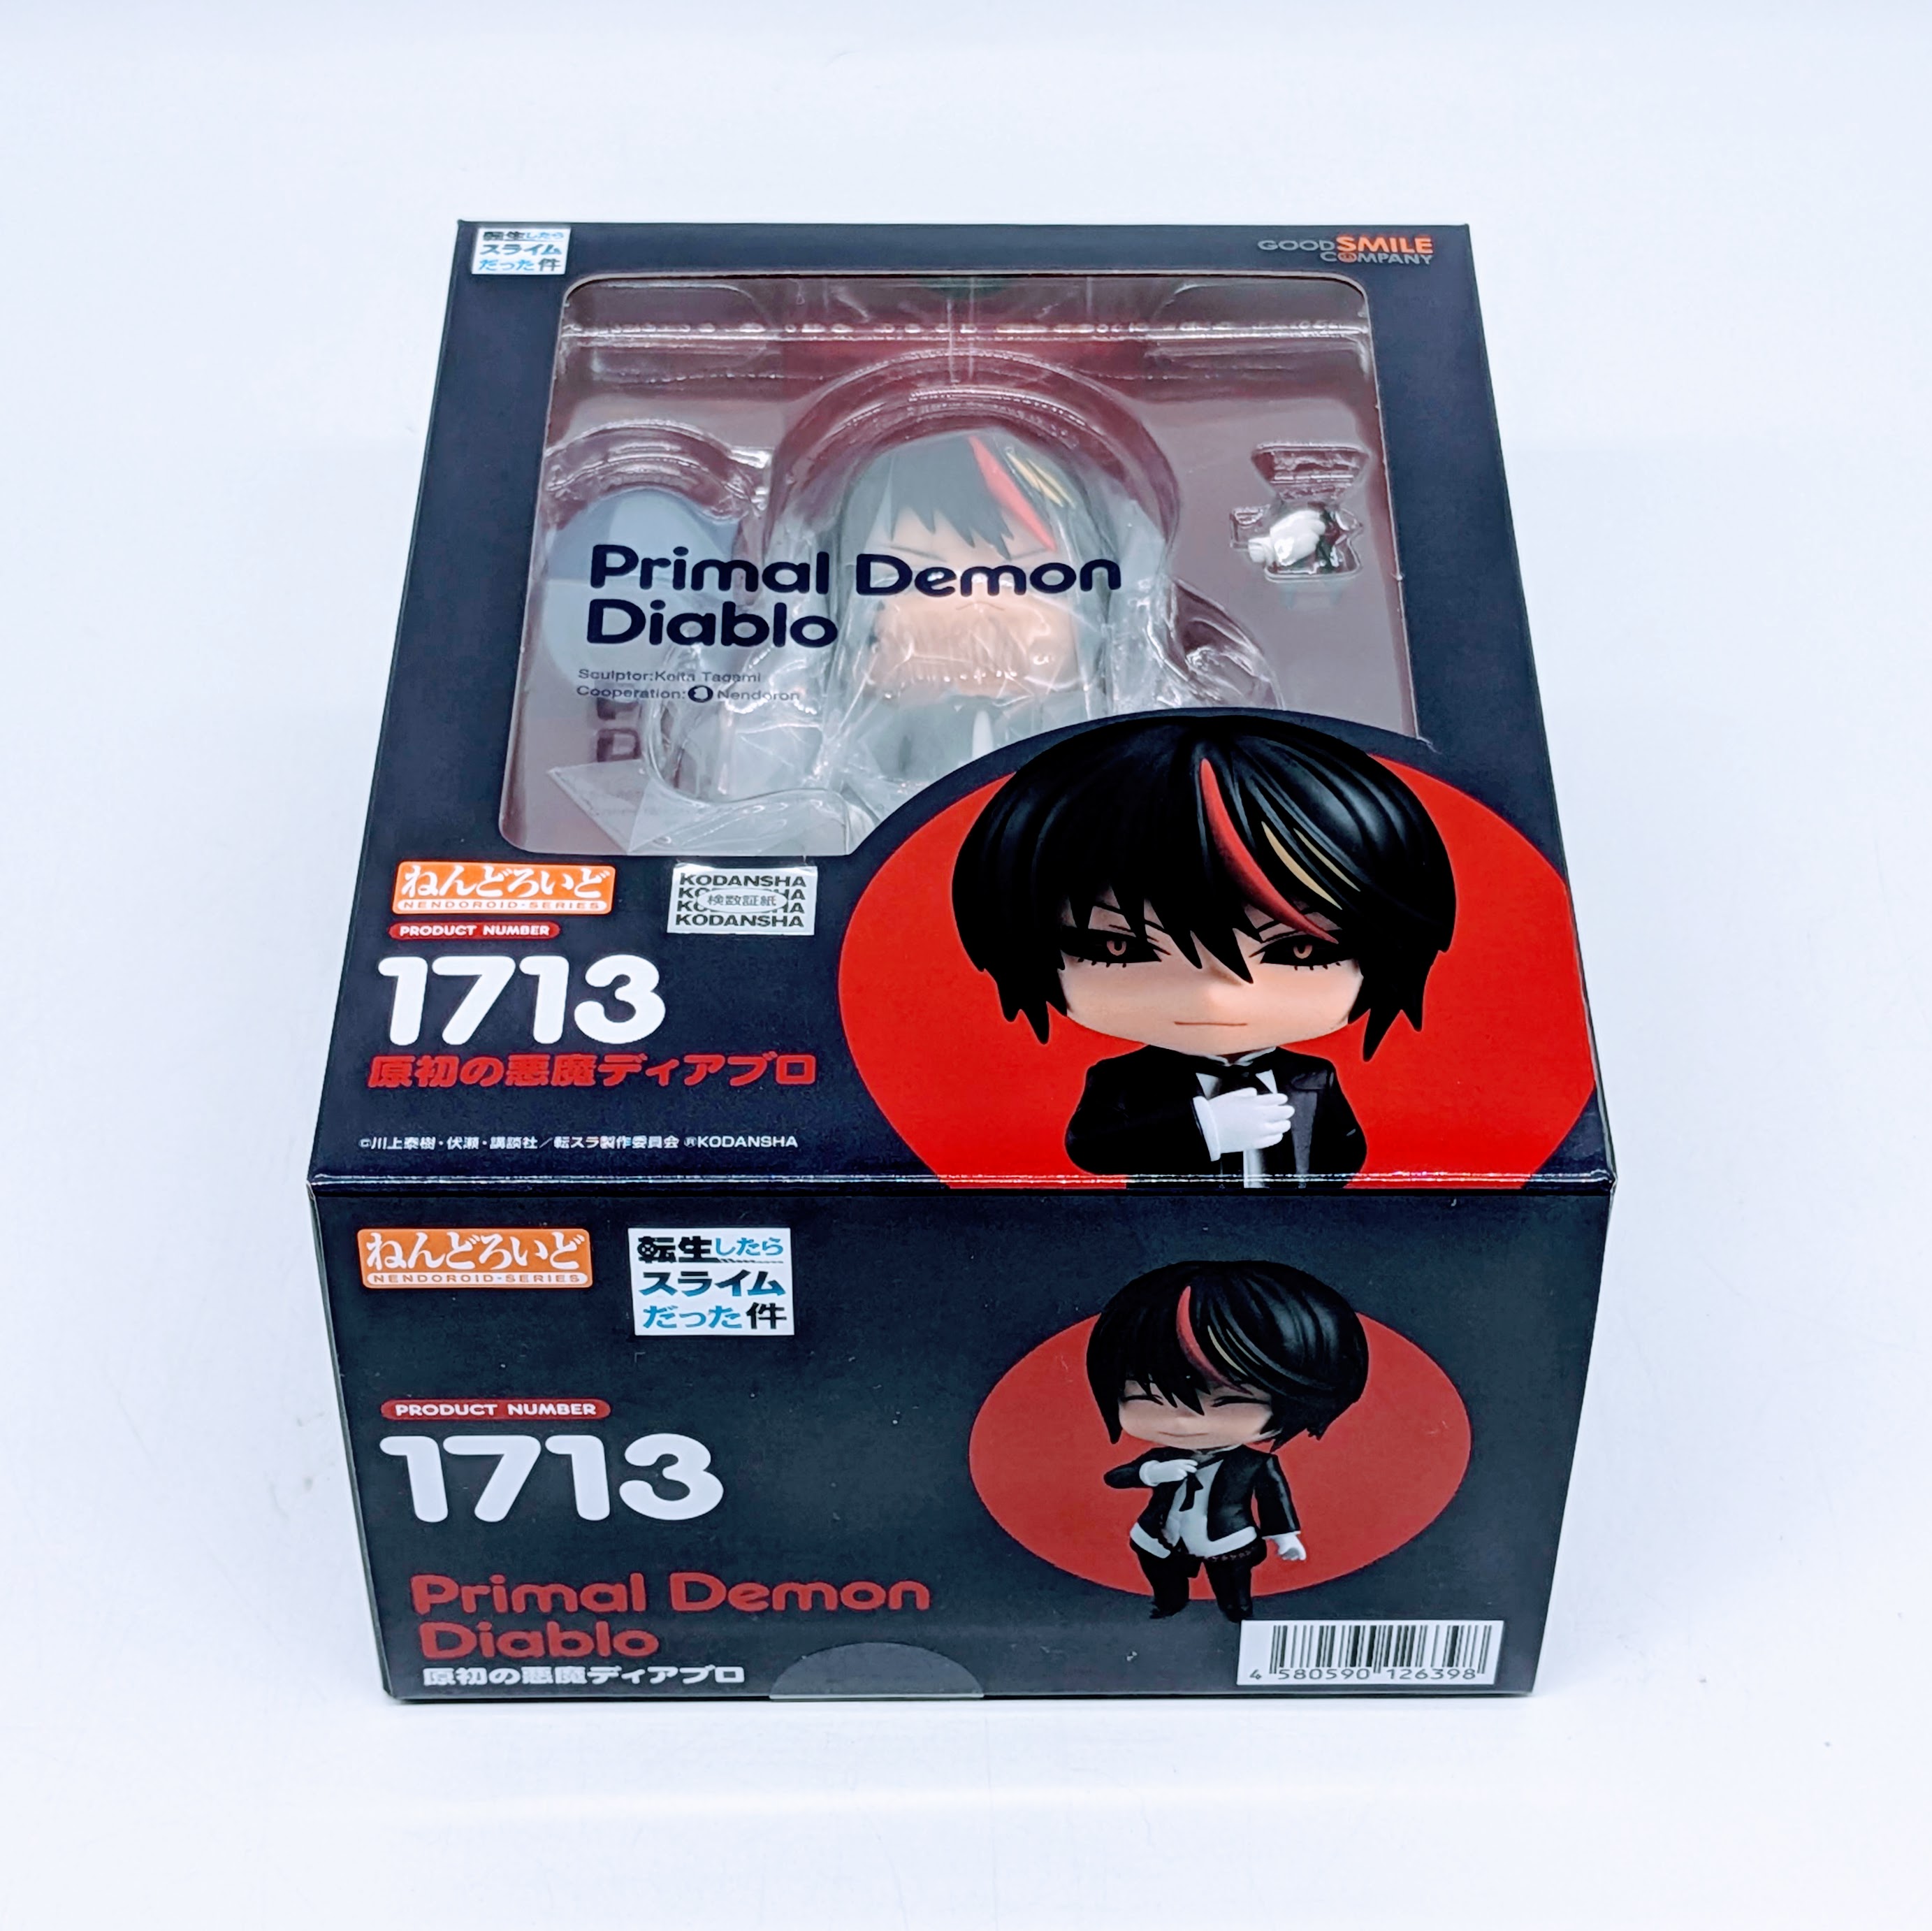 転生したら
スライム
だった件
GOOD SMILE
COMPANY
Primal Demon
Diablo
Sculptor:Keita Tagami
Cooperation: Nendoron
ねんどろいど
NENDOROID-SERIES
KODANSHA
検数証紙
KODANSHA
PRODUCT NUMBER
1713
原初の悪魔ディアブロ
©川上泰樹・伏瀬・講談社／転スラ製作委員会 ®KODANSHA
ねんどろいど
NENDOROID-SERIES
転生したら
スライム
だった件
PRODUCT NUMBER
1713
Primal Demon
Diablo
原初の悪魔ディアブロ
4 580590 126398